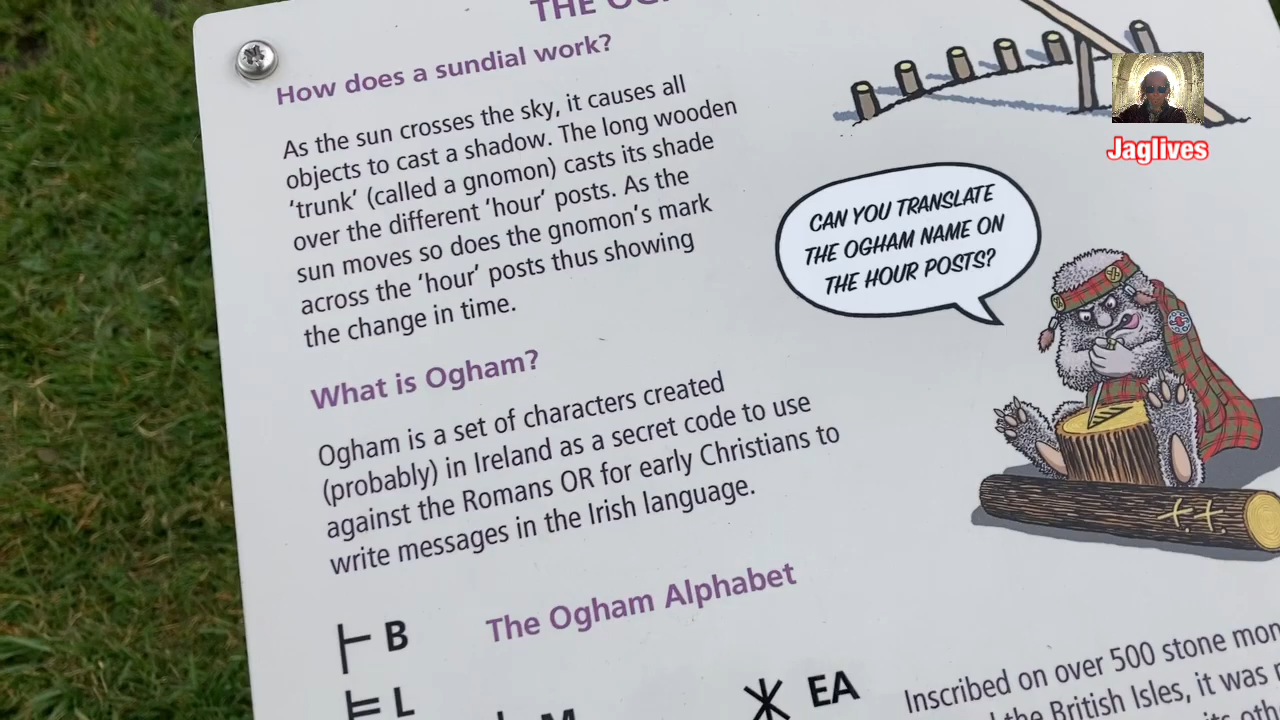 THE OGH
How does a sundial work?
As the sun crosses the sky, it causes all
objects to cast a shadow. The long wooden
‘trunk’ (called a gnomon) casts its shade
over the different ‘hour’ posts. As the
sun moves so does the gnomon’s mark
across the ‘hour’ posts thus showing
the change in time.
Jaglives
CAN YOU TRANSLATE
THE OGHAM NAME ON
THE HOUR POSTS?
What is Ogham?
Ogham is a set of characters created
(probably) in Ireland as a secret code to use
against the Romans OR for early Christians to
write messages in the Irish language.
The Ogham Alphabet
B
L
M
EA
Inscribed on over 500 stone mon
the British Isles, it was
its oth